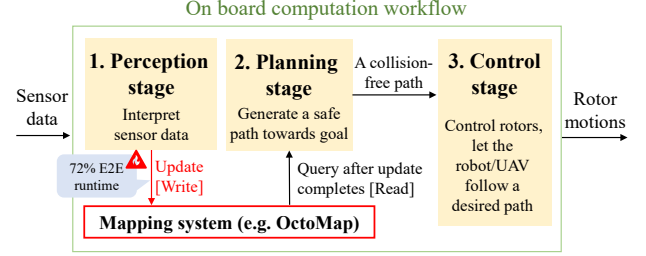 On board computation workflow
Sensor
data
1. Perception
stage
Interpret
sensor data
2. Planning
stage
Generate a safe
path towards goal
A collision-
free path
3. Control
stage
Control rotors,
let the
robot/UAV
follow a
desired path
Rotor
motions
72% E2E
runtime
Update
[Write]
Query after update
completes [Read]
Mapping system (e.g. OctoMap)